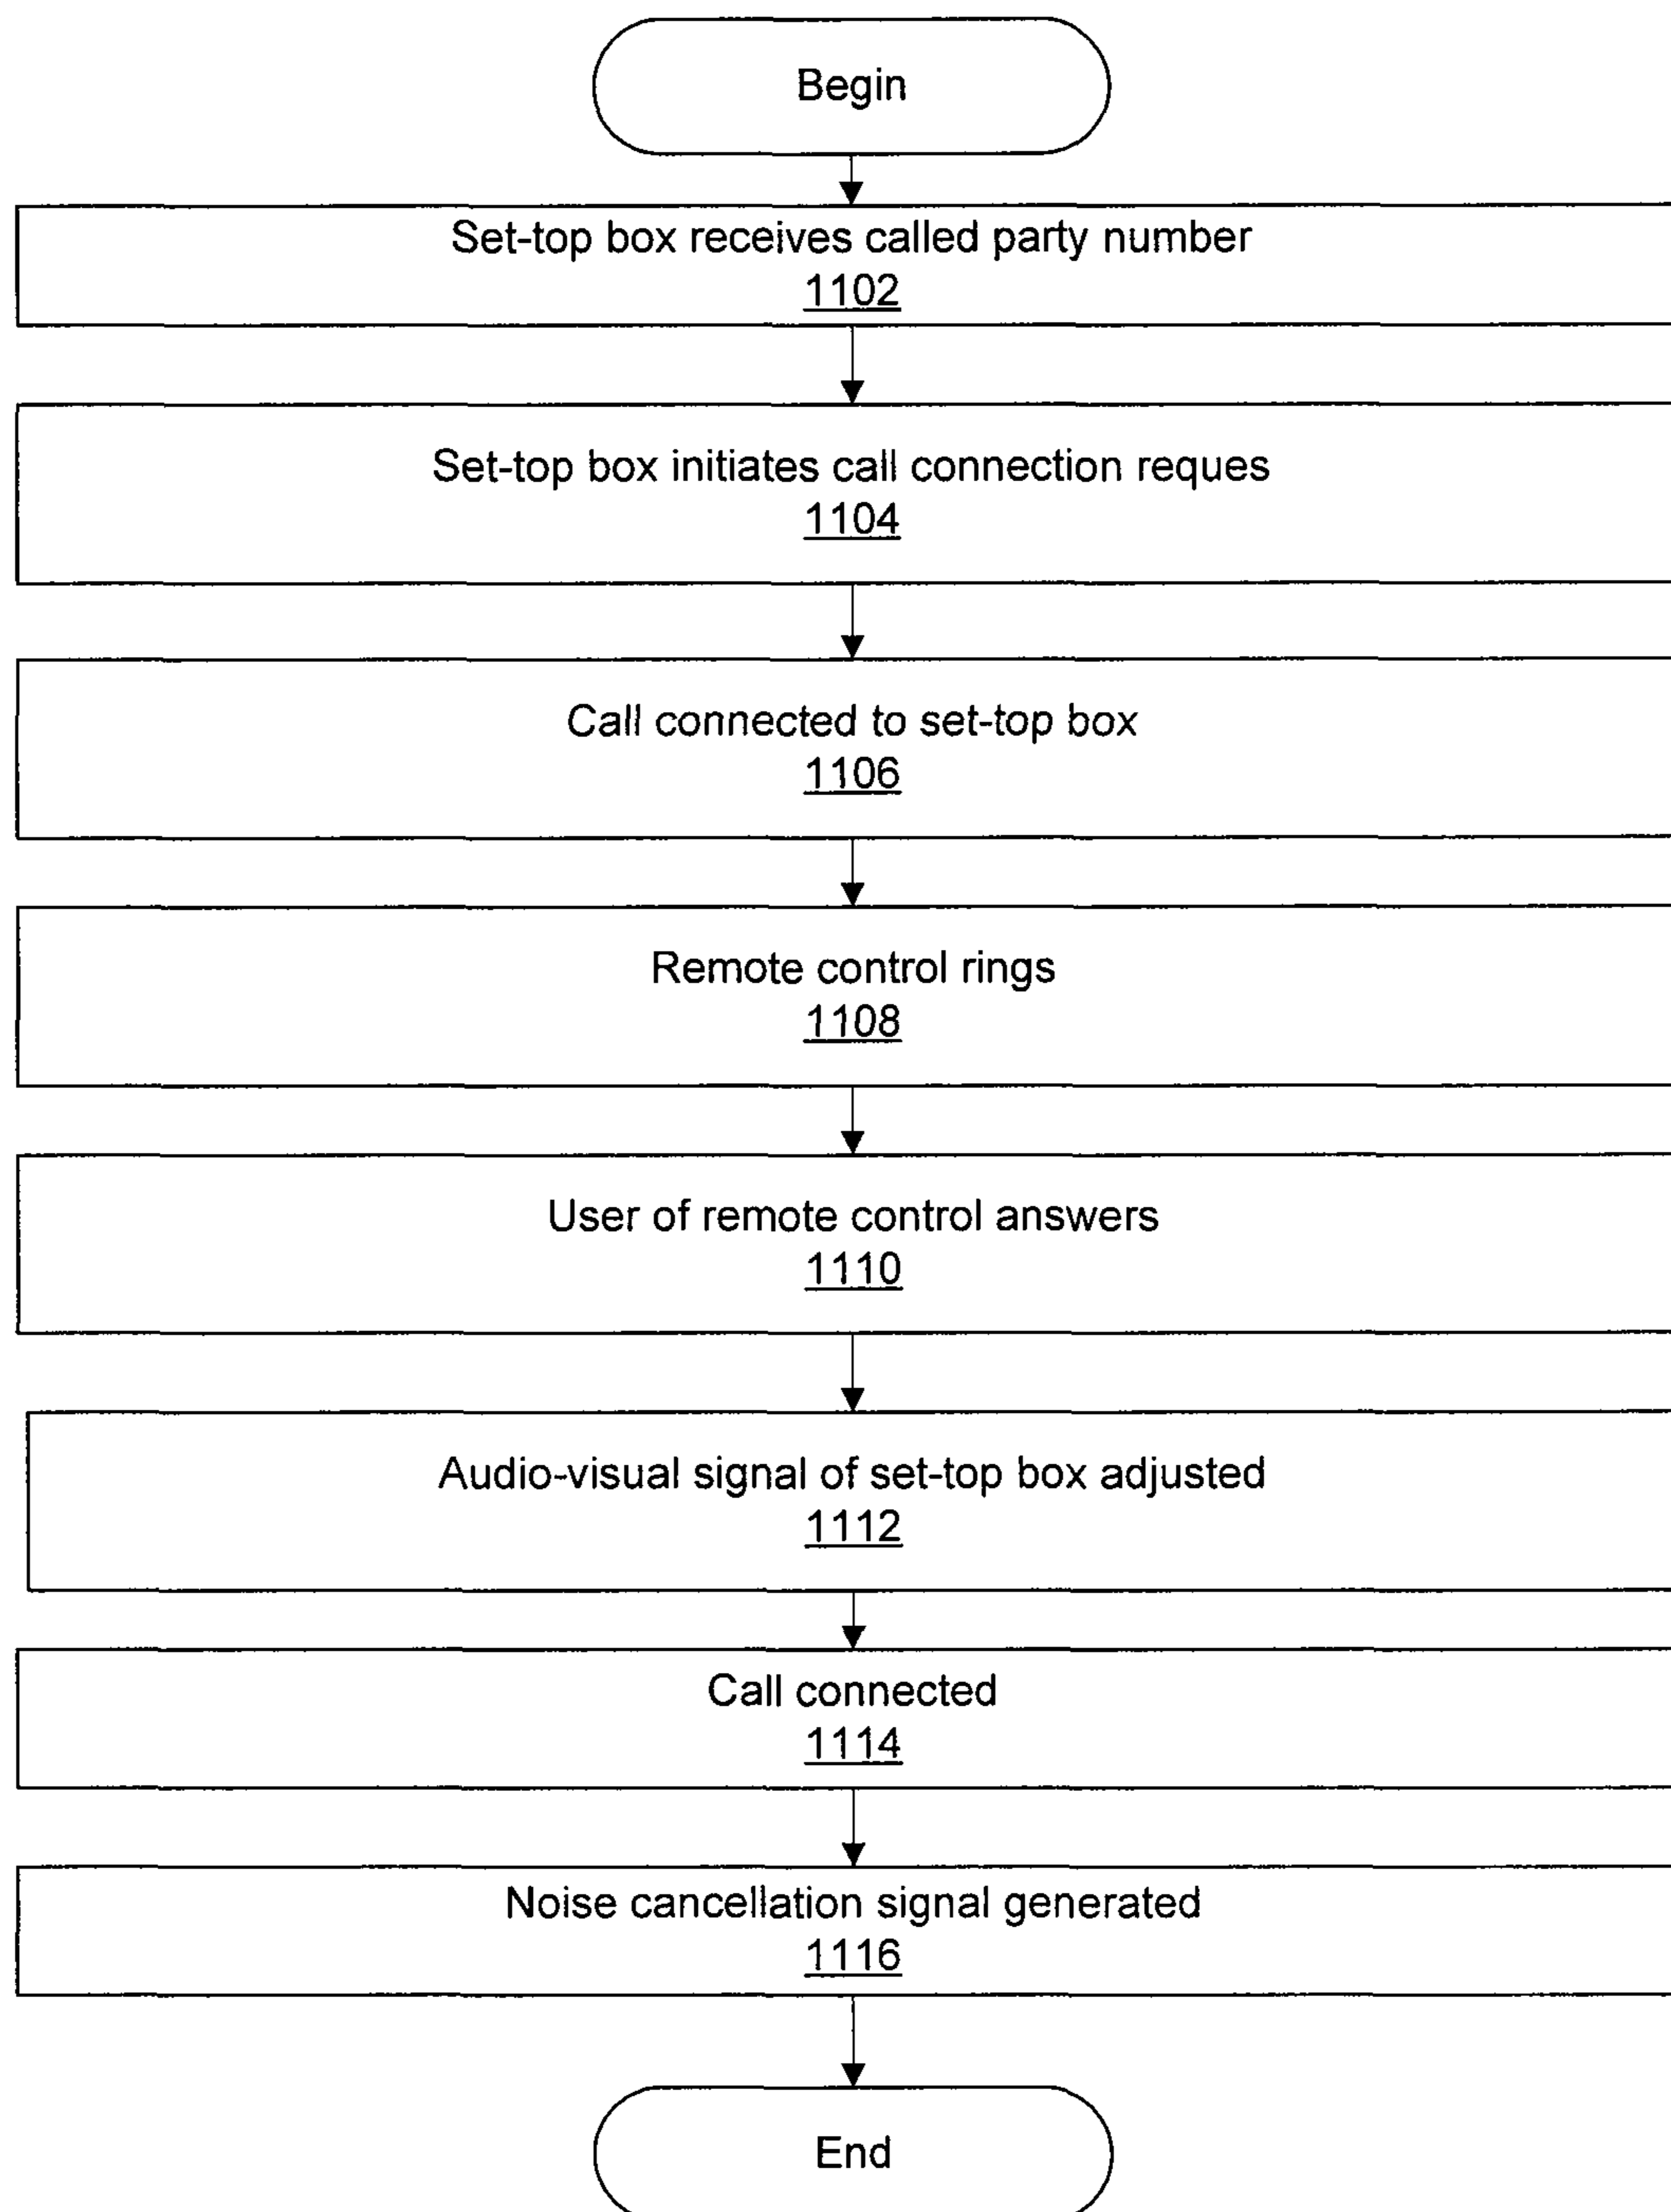 Begin
Set-top box receives called party number
1102
Set-top box initiates call connection reques
1104
Call connected to set-top box
1106
Remote control rings
1108
User of remote control answers
1110
Audio-visual signal of set-top box adjusted
1112
Call connected
1114
Noise cancellation signal generated
1116
End